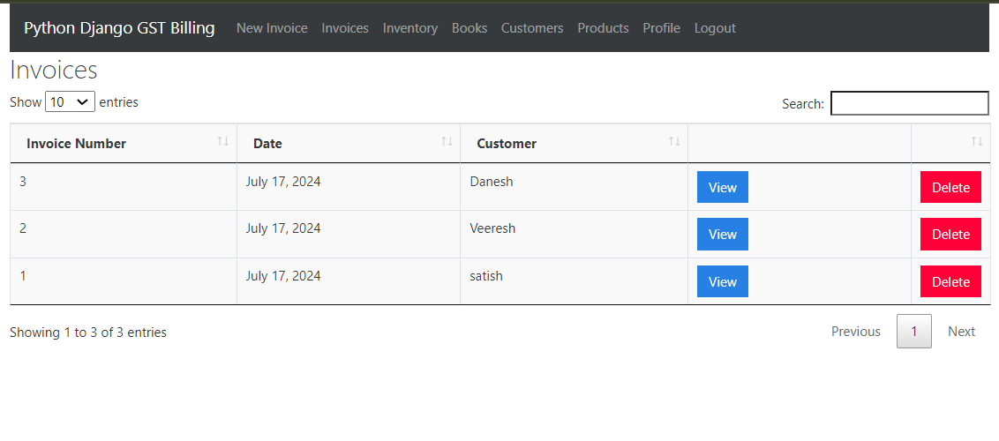 Python Django GST Billing New Invoice Invoices Inventory Books Customers Products Profile Logout
Invoices
Show 10 entries Search:
Invoice Number Date Customer
3 July 17, 2024 Danesh View Delete
2 July 17, 2024 Veeresh View Delete
1 July 17, 2024 satish View Delete
Showing 1 to 3 of 3 entries Previous 1 Next